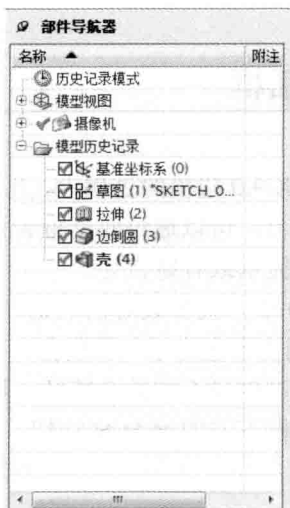 部件导航器
名称 附注
历史记录模式
模型视图
摄像机
模型历史记录
基准坐标系 (0)
草图 (1) "SKETCH_0...
拉伸 (2)
边倒圆 (3)
壳 (4)